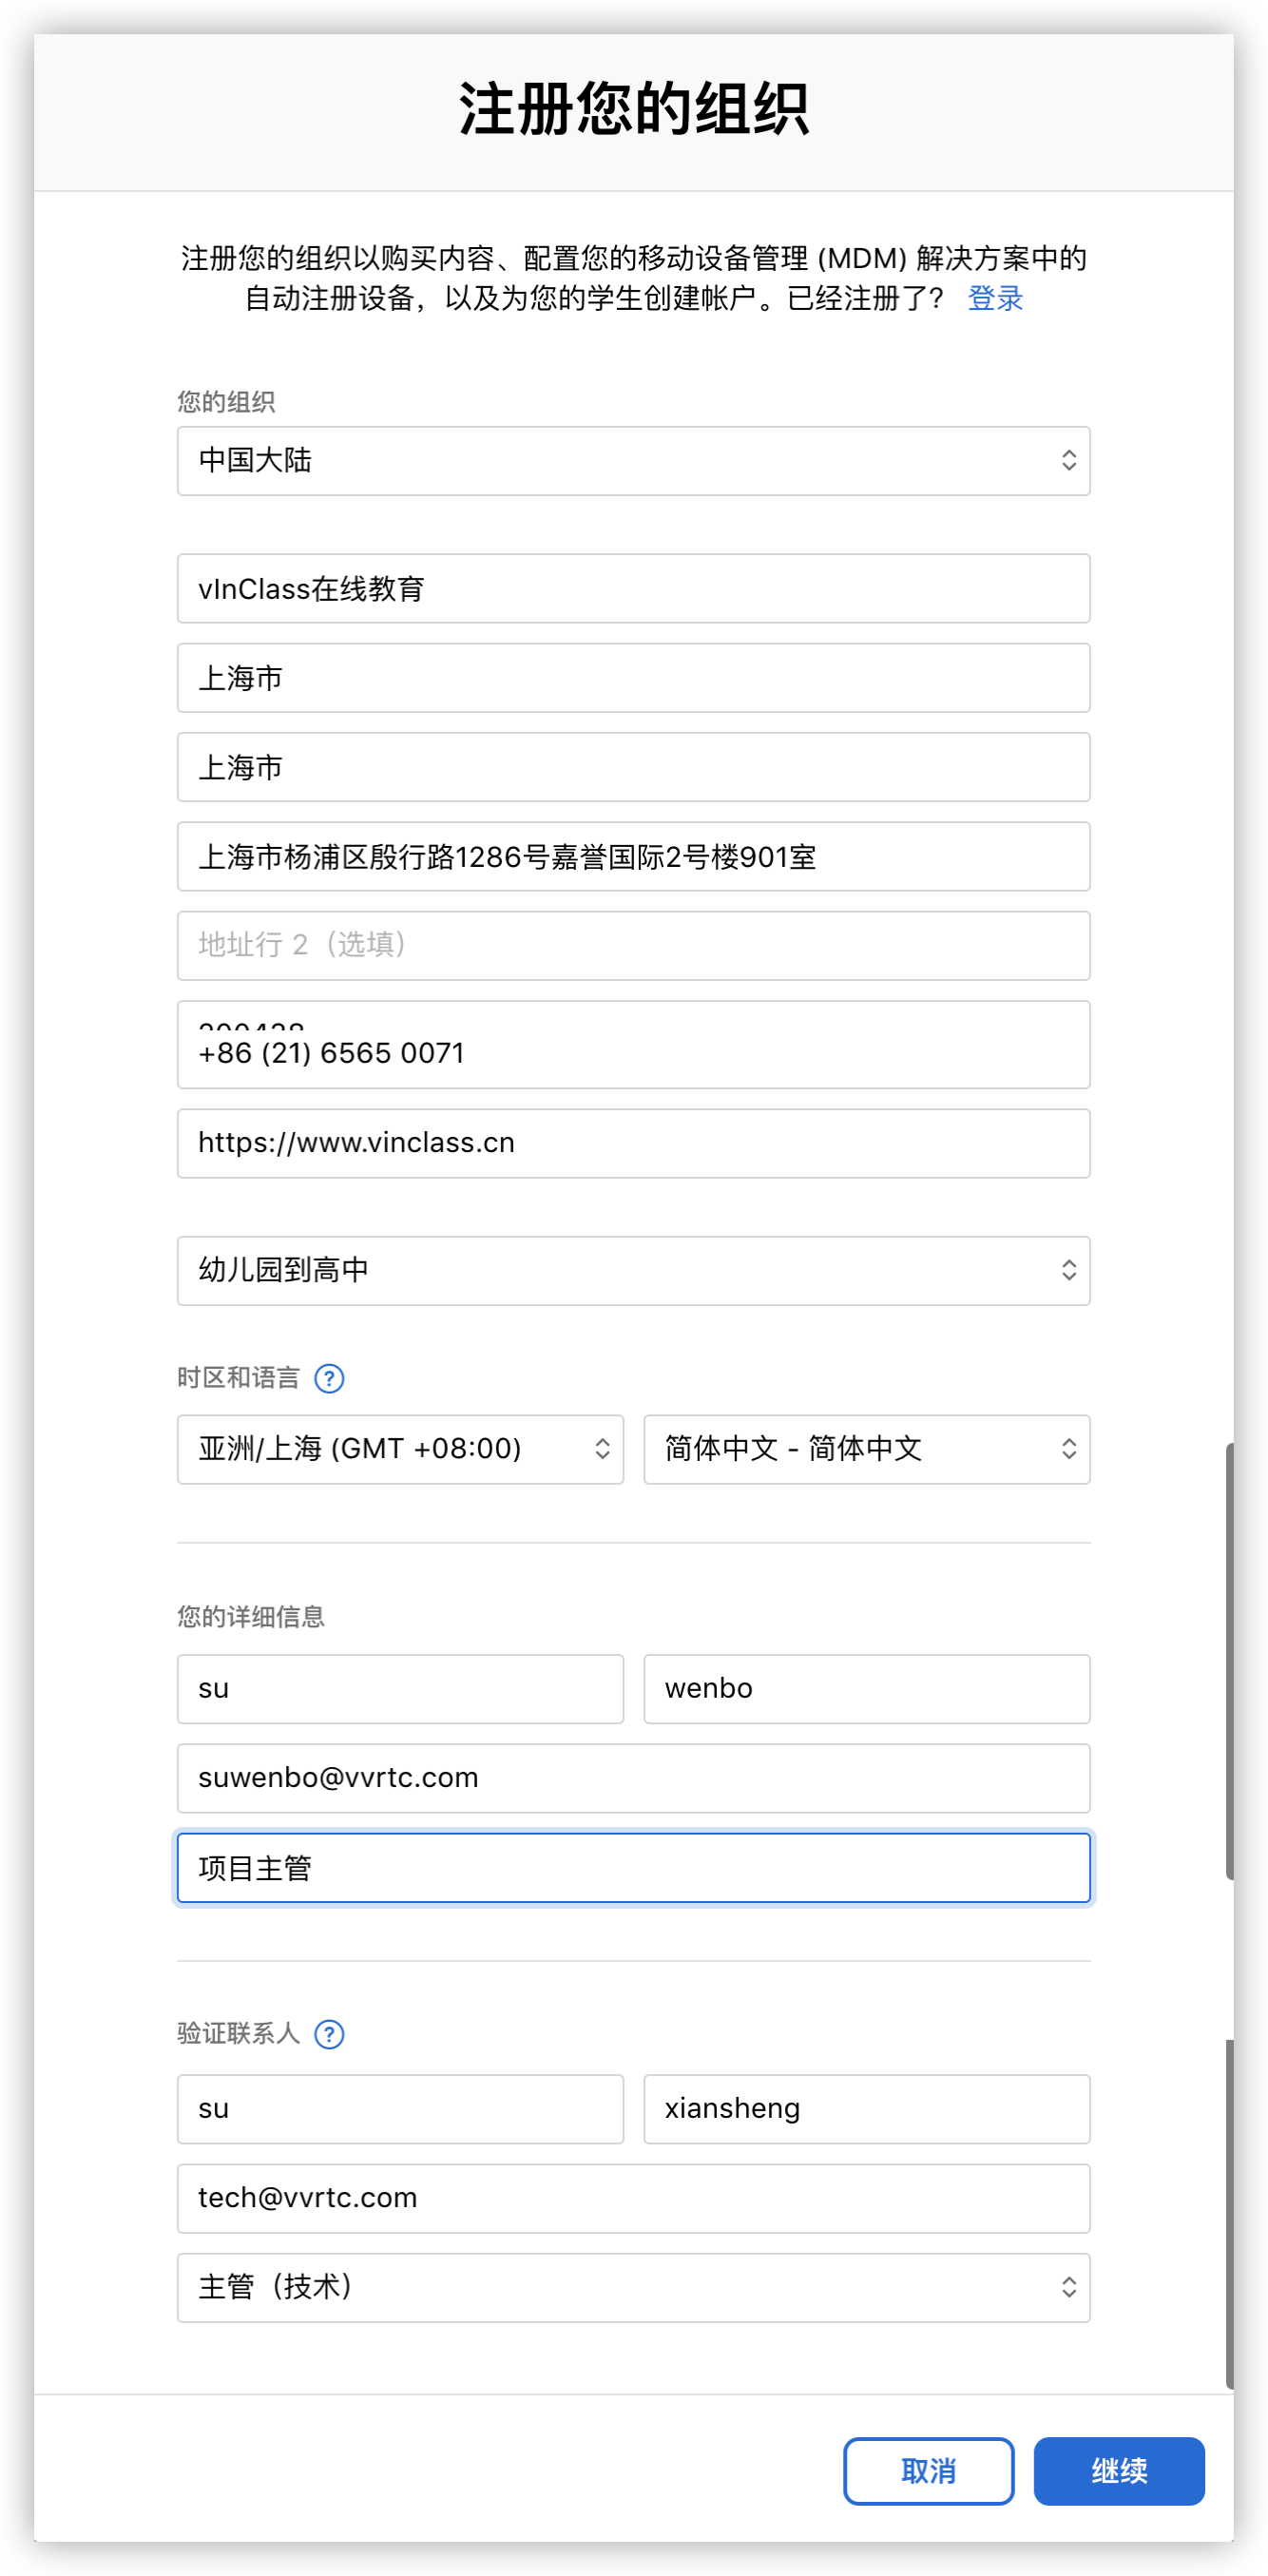 注册您的组织
注册您的组织以购买内容、配置您的移动设备管理 (MDM) 解决方案中的
自动注册设备，以及为您的学生创建帐户。已经注册了? 登录
您的组织
中国大陆
vInClass在线教育
上海市
上海市
上海市杨浦区殷行路1286号嘉誉国际2号楼901室
地址行 2（选填）
+86 (21) 6565 0071
https://www.vinclass.cn
幼儿园到高中
时区和语言 ?
亚洲/上海 (GMT +08:00) 简体中文 - 简体中文
您的详细信息
su wenbo
suwenbo@vvrtc.com
项目主管
验证联系人 ?
su xiansheng
tech@vvrtc.com
主管（技术）
取消 继续